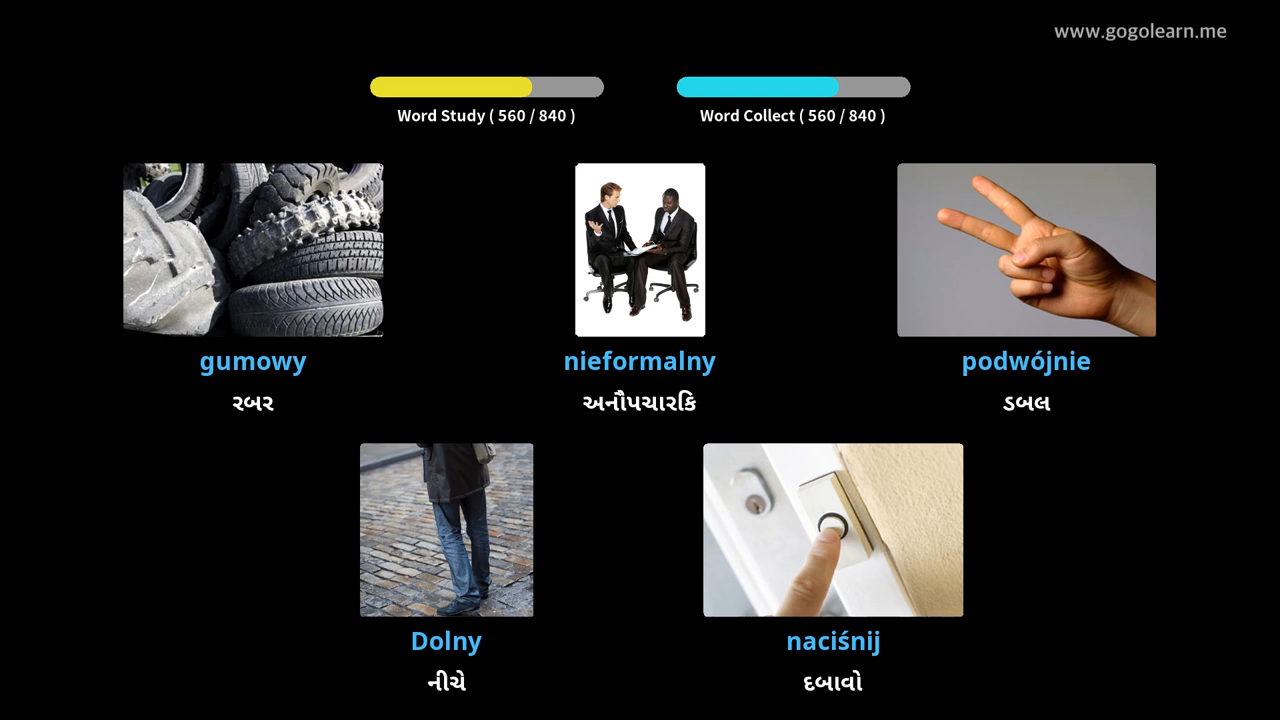 www.gogolearn.me
Word Study ( 560 / 840 )
Word Collect ( 560 / 840 )
gumowy
nieformalny
podwójnie
રબર
અનૌપચારિક
ડબલ
Dolny
naciśnij
નીચે
દબાવો